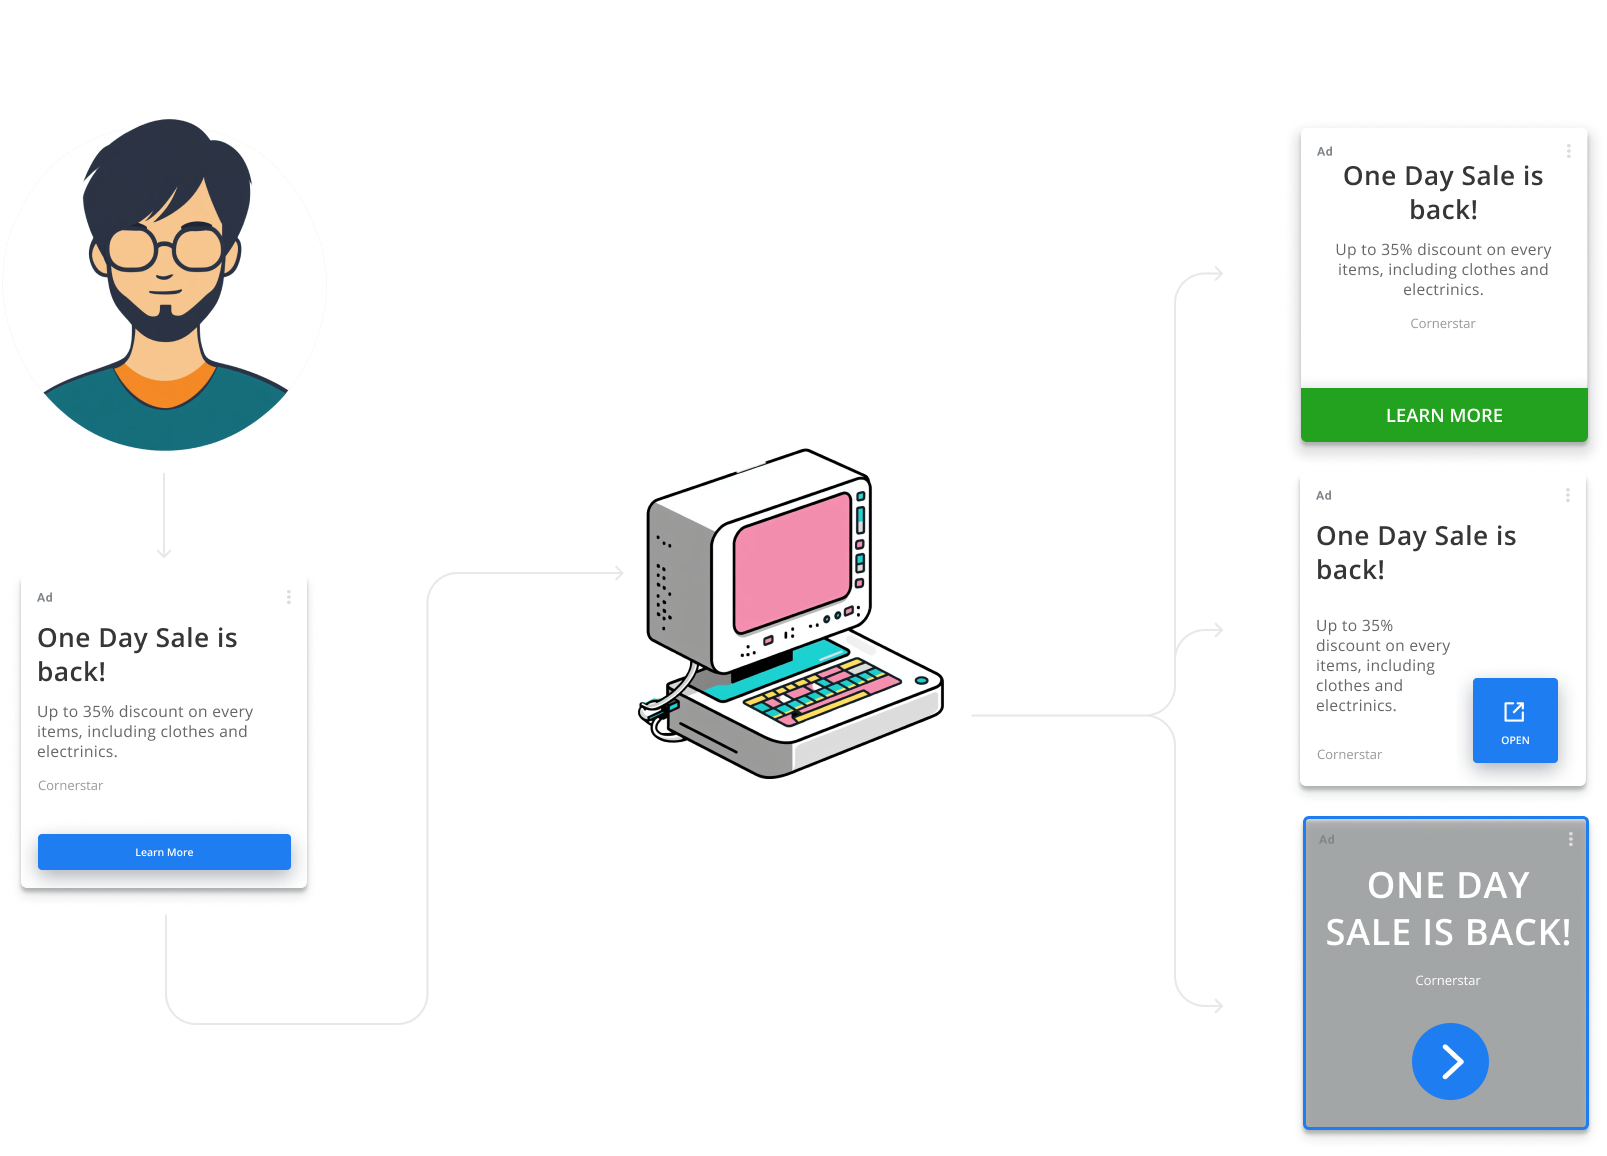 Ad
One Day Sale is
back!
Up to 35% discount on every
items, including clothes and
electrinics.
Cornerstar
Learn More
Ad
One Day Sale is
back!
Up to 35% discount on every
items, including clothes and
electrinics.
Cornerstar
LEARN MORE
Ad
One Day Sale is
back!
Up to 35%
discount on every
items, including
clothes and
electrinics.
Cornerstar
OPEN
Ad
ONE DAY
SALE IS BACK!
Cornerstar